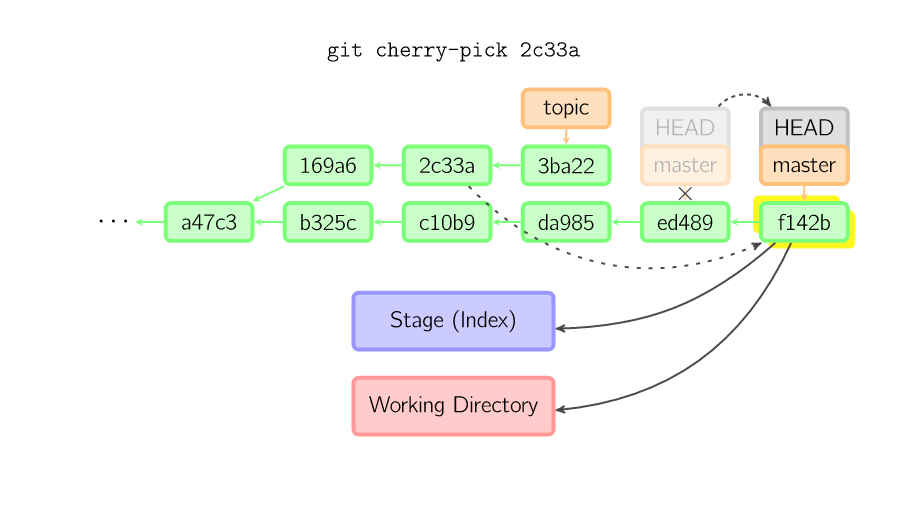 git cherry-pick 2c33a
topic
HEAD HEAD
169a6 2c33a 3ba22 master master
... a47c3 b325c c10b9 da985 ed489 f142b
Stage (Index)
Working Directory